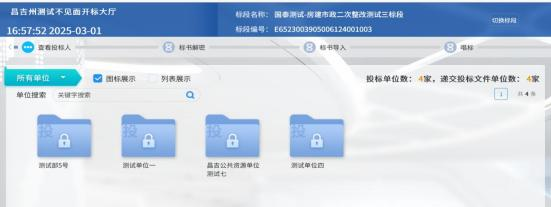 昌吉州测试不见面开标大厅
标段名称： 国泰测试-房建市政二次整改测试三标段
切换标段
16:57:52 2025-03-01
标段编号： E6523003905006124001003
查看投标人
标书解密
标书导入
唱标
所有单位
图标展示
列表展示
投标单位数： 4家，递交投标文件单位数： 4家
单位搜索
关键字搜索
1
共 4 条
投
投
投
投
测试部5号
测试单位一
昌吉公共资源单位
测试七
测试单位四